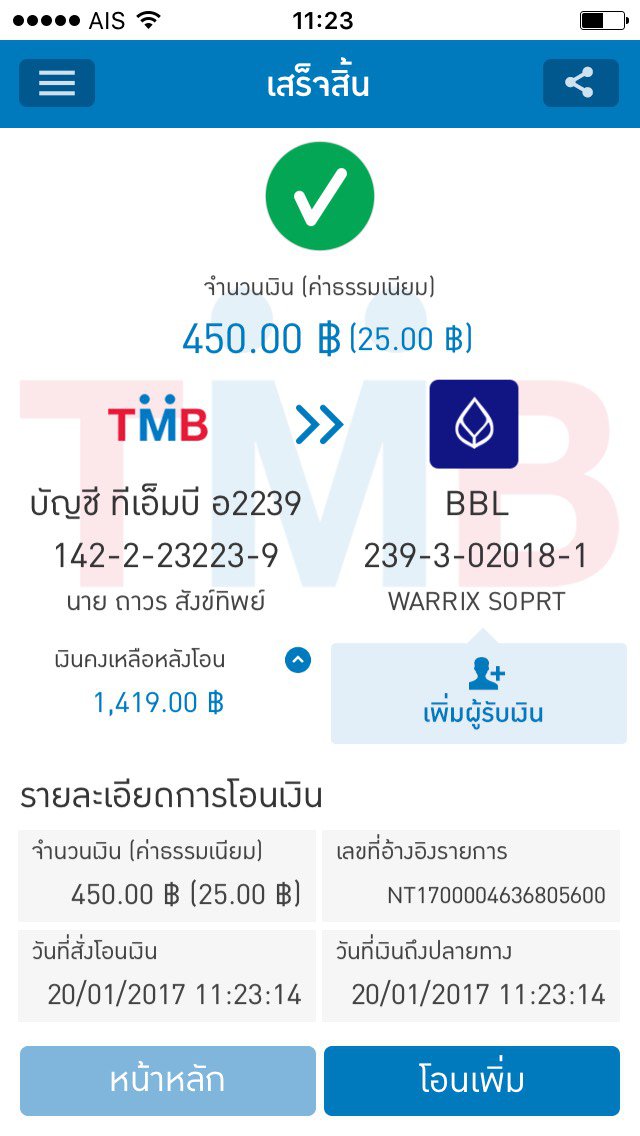 AIS 11:23
เสร็จสิ้น
จำนวนเงิน (ค่าธรรมเนียม)
450.00 ฿ (25.00 ฿)
TMB
บัญชี ทีเอ็มบี อ2239
142-2-23223-9
นาย ถาวร สังข์ทิพย์
BBL
239-3-02018-1
WARRIX SOPRT
เงินคงเหลือหลังโอน
1,419.00 ฿
เพิ่มผู้รับเงิน
รายละเอียดการโอนเงิน
จำนวนเงิน (ค่าธรรมเนียม)
450.00 ฿ (25.00 ฿)
เลขที่อ้างอิงรายการ
NT1700004636805600
วันที่สั่งโอนเงิน
20/01/2017 11:23:14
วันที่เงินถึงปลายทาง
20/01/2017 11:23:14
หน้าหลัก
โอนเพิ่ม
TMB